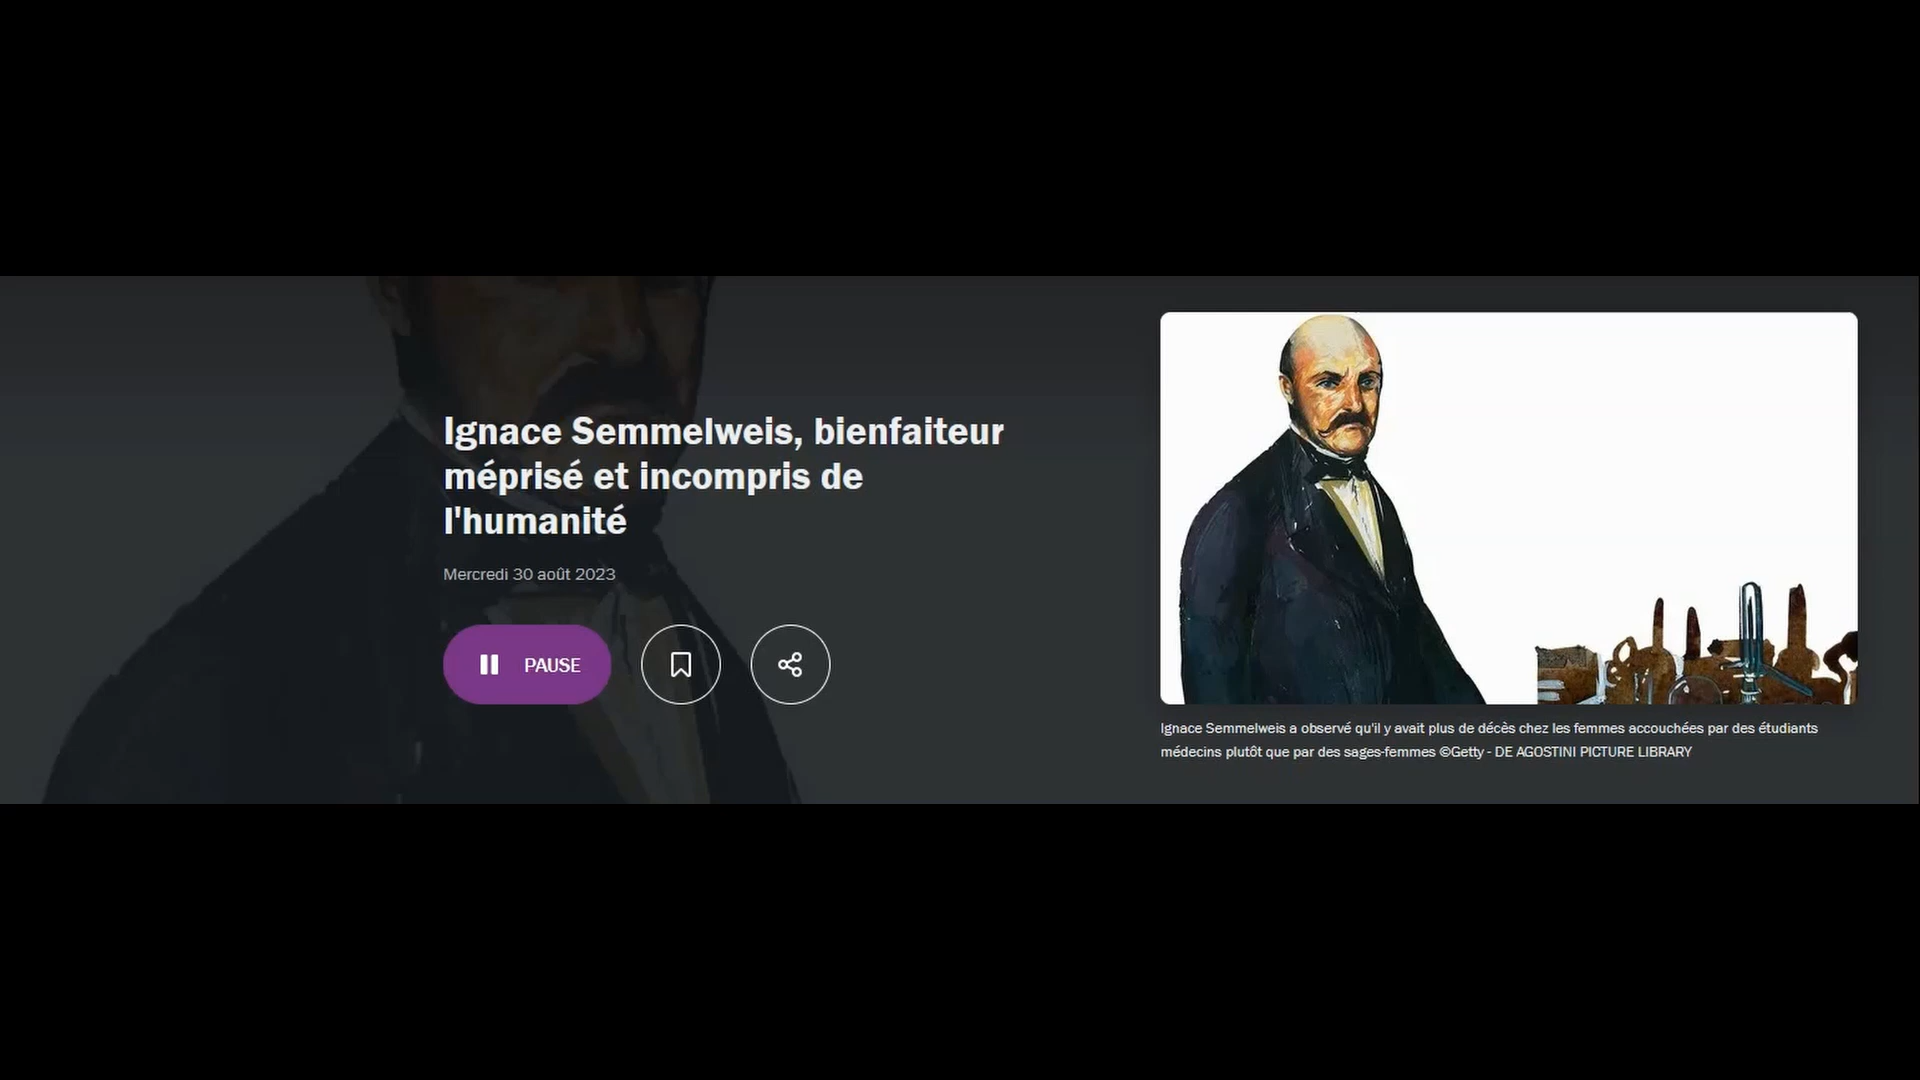 Ignace Semmelweis, bienfaiteur
méprisé et incompris de
l'humanité
Mercredi 30 août 2023
PAUSE
Ignace Semmelweis a observé qu'il y avait plus de décès chez les femmes accouchées par des étudiants
médecins plutôt que par des sages-femmes ©Getty - DE AGOSTINI PICTURE LIBRARY